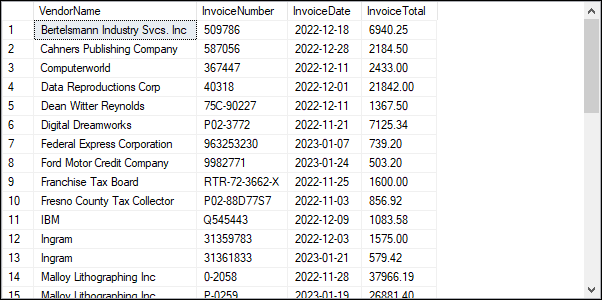 VendorName InvoiceNumber InvoiceDate InvoiceTotal
1 Bertelsmann Industry Svcs. Inc 509786 2022-12-18 6940.25
2 Cahners Publishing Company 587056 2022-12-28 2184.50
3 Computerworld 367447 2022-12-11 2433.00
4 Data Reproductions Corp 40318 2022-12-01 21842.00
5 Dean Witter Reynolds 75C-90227 2022-12-11 1367.50
6 Digital Dreamworks P02-3772 2022-11-21 7125.34
7 Federal Express Corporation 963253230 2023-01-07 739.20
8 Ford Motor Credit Company 9982771 2023-01-24 503.20
9 Franchise Tax Board RTR-72-3662-X 2022-11-25 1600.00
10 Fresno County Tax Collector P02-88D77S7 2022-11-03 856.92
11 IBM Q545443 2022-12-09 1083.58
12 Ingram 31359783 2022-12-03 1575.00
13 Ingram 31361833 2023-01-21 579.42
14 Malloy Lithographing Inc 0-2058 2022-11-28 37966.19
15 Malloy Lithographing Inc P-0259 2023-01-19 26881.40